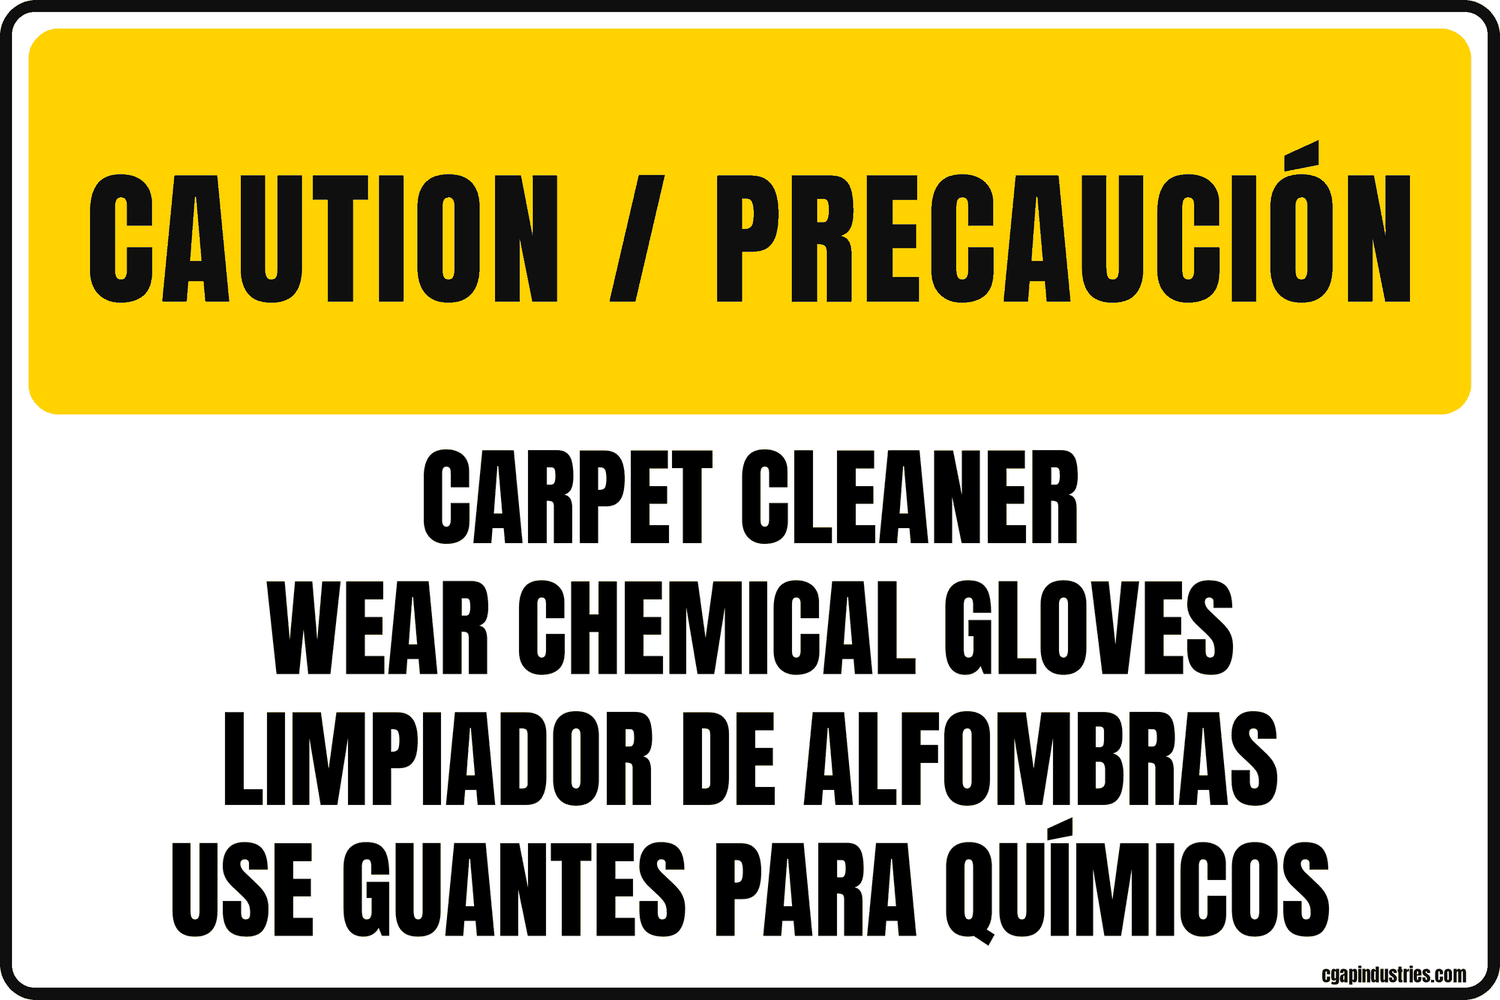 CAUTION / PRECAUCIÓN
CARPET CLEANER
WEAR CHEMICAL GLOVES
LIMPIADOR DE ALFOMBRAS
USE GUANTES PARA QUÍMICOS
cgapindustries.com